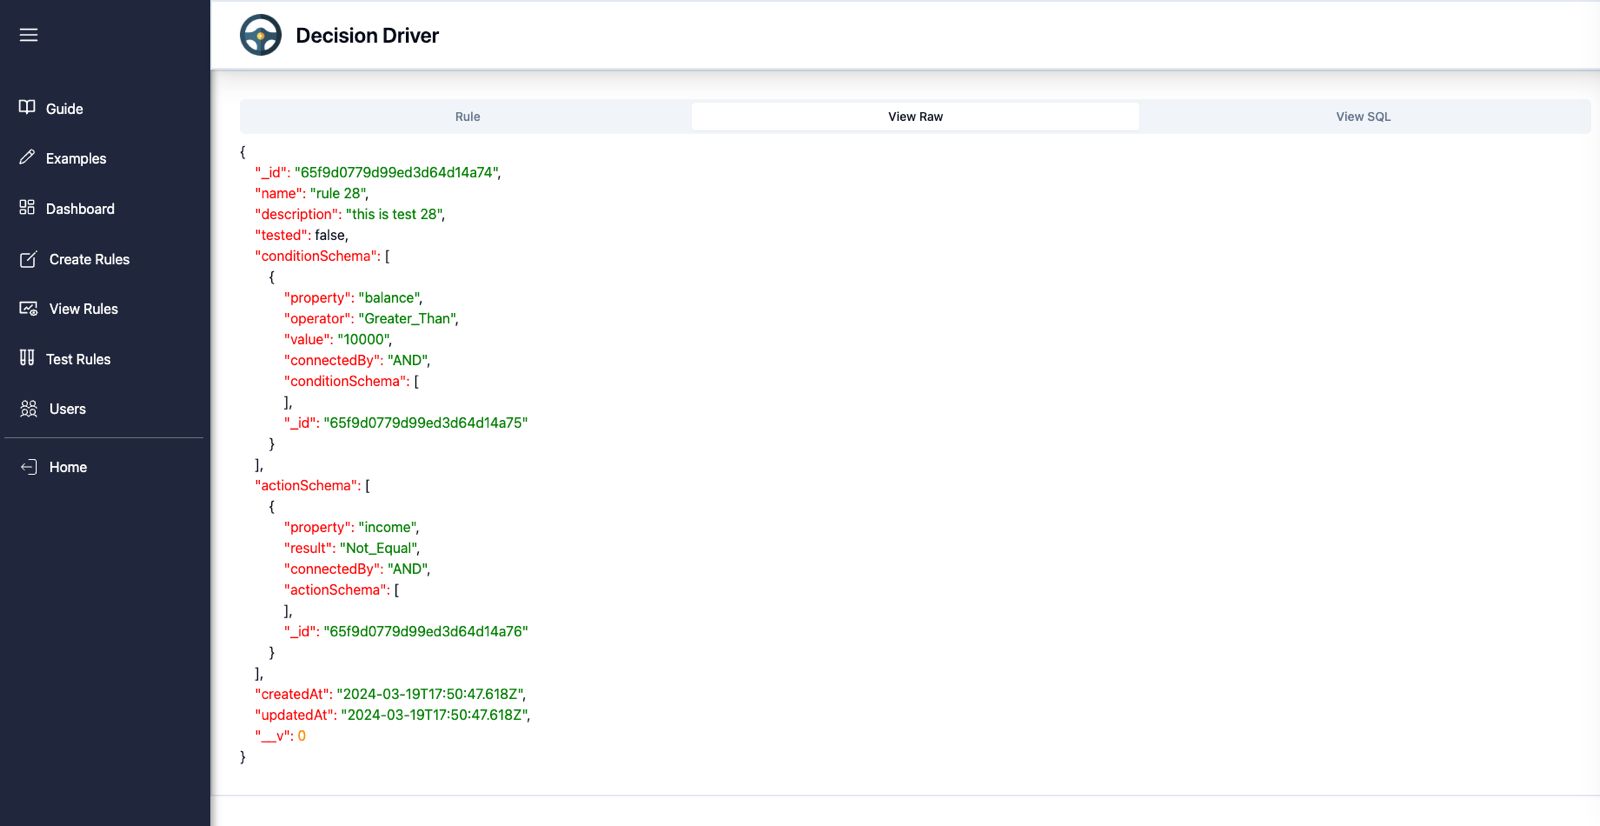 Decision Driver
Guide
Examples
Dashboard
Create Rules
View Rules
Test Rules
Users
Home
Rule
View Raw
View SQL
{
"_id": "65f9d0779d99ed3d64d14a74",
"name": "rule 28",
"description": "this is test 28",
"tested": false,
"conditionSchema": [
{
"property": "balance",
"operator": "Greater_Than",
"value": "10000",
"connectedBy": "AND",
"conditionSchema": [
],
"_id": "65f9d0779d99ed3d64d14a75"
}
],
"actionSchema": [
{
"property": "income",
"result": "Not_Equal",
"connectedBy": "AND",
"actionSchema": [
],
"_id": "65f9d0779d99ed3d64d14a76"
}
],
"createdAt": "2024-03-19T17:50:47.618Z",
"updatedAt": "2024-03-19T17:50:47.618Z",
"__v": 0
}